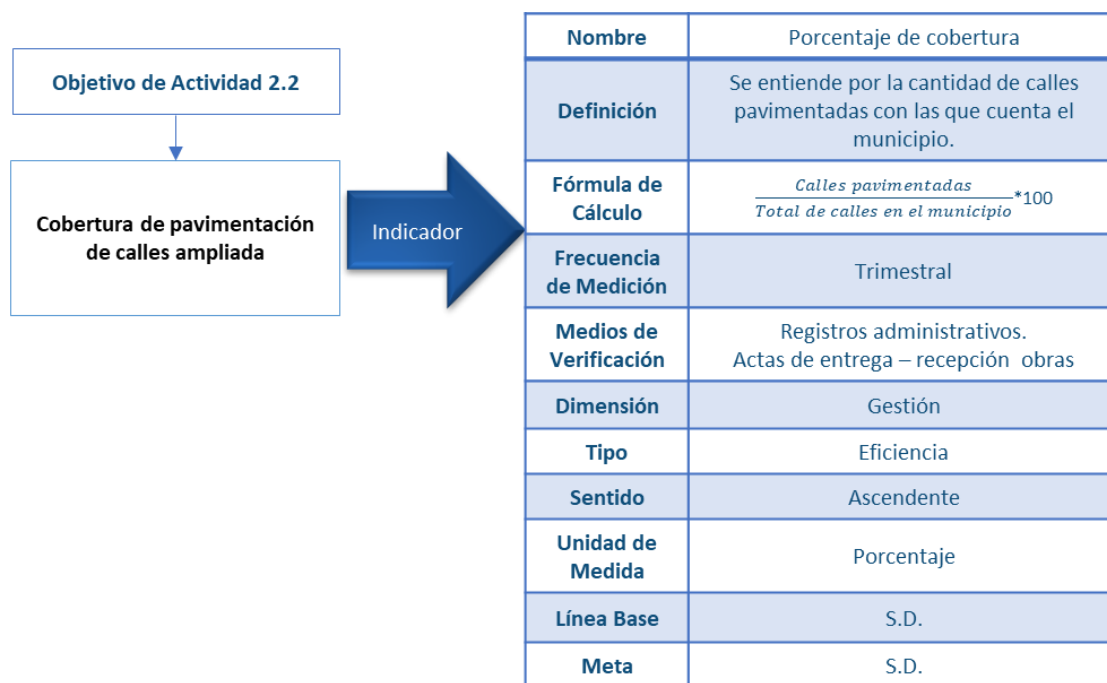 Objetivo de Actividad 2.2
Cobertura de pavimentación
de calles ampliada
Indicador
Nombre
Porcentaje de cobertura
Definición
Se entiende por la cantidad de calles
pavimentadas con las que cuenta el
municipio.
Fórmula de
Cálculo
Calles pavimentadas
Total de calles en el municipio *100
Frecuencia
de Medición
Trimestral
Medios de
Verificación
Registros administrativos.
Actas de entrega – recepción obras
Dimensión
Gestión
Tipo
Eficiencia
Sentido
Ascendente
Unidad de
Medida
Porcentaje
Línea Base
S.D.
Meta
S.D.